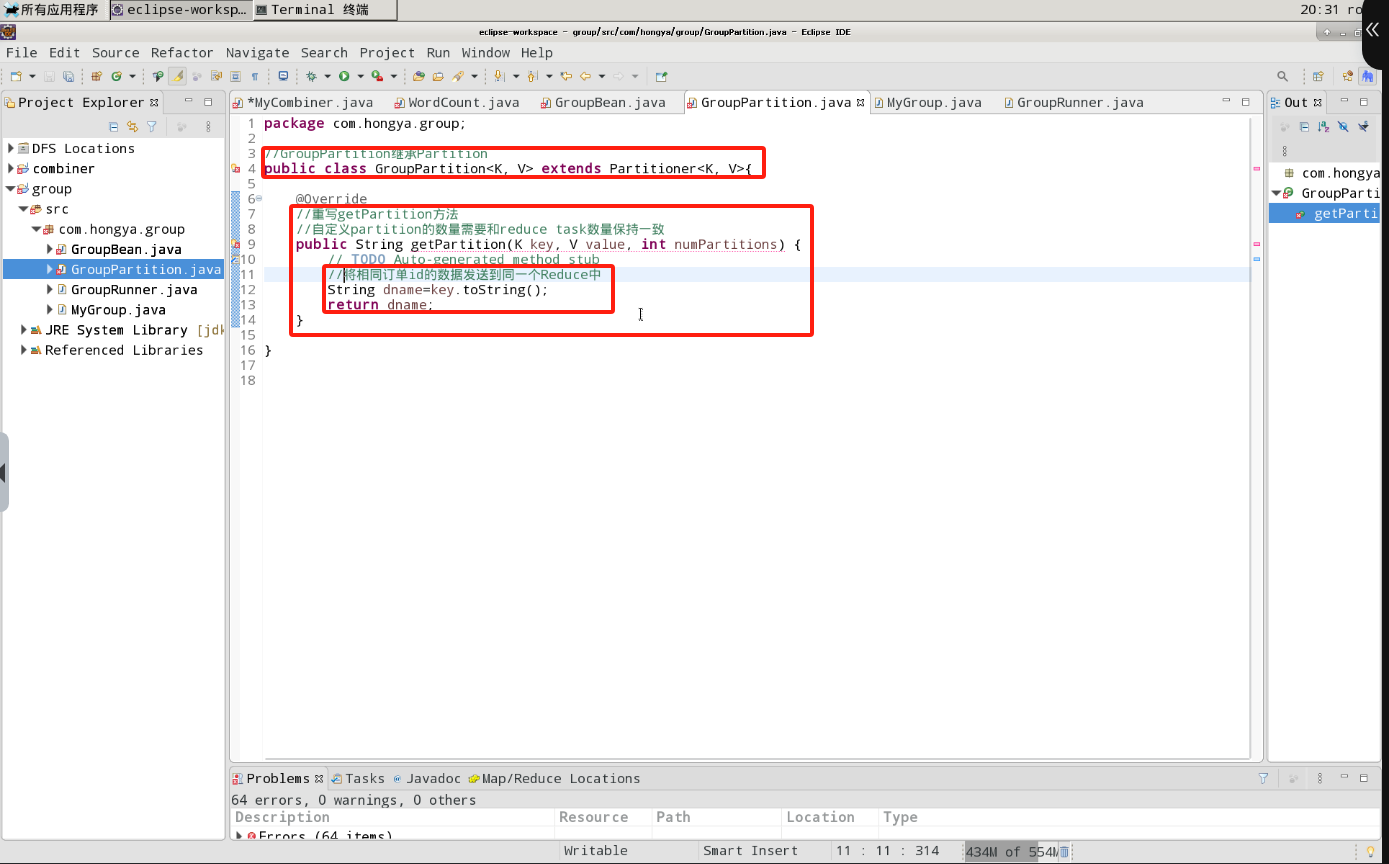 所有应用程序 eclipse-worksp... Terminal 终端 20:31
eclipse-workspace - group/src/com/hongya/group/GroupPartition.java - Eclipse IDE
File Edit Source Refactor Navigate Search Project Run Window Help
Project Explorer
DFS Locations
combiner
group
src
com.hongya.group
GroupBean.java
GroupPartition.java
GroupRunner.java
MyGroup.java
JRE System Library [jdk
Referenced Libraries
*MyCombiner.java WordCount.java GroupBean.java GroupPartition.java MyGroup.java GroupRunner.java
1 package com.hongya.group;
2
3 //GroupPartition继承Partition
4 public class GroupPartition<K, V> extends Partitioner<K, V>{
5
6 @Override
7 //重写getPartition方法
8 //自定义partition的数量需要和reduce task数量保持一致
9 public String getPartition(K key, V value, int numPartitions) {
10 // TODO Auto-generated method stub
11 //将相同订单id的数据发送到同一个Reduce中
12 String dname=key.toString();
13 return dname;
14 }
15
16 }
17
18
Out
com.hongya
GroupParti
getParti
Problems Tasks Javadoc Map/Reduce Locations
64 errors, 0 warnings, 0 others
Description Resource Path Location Type
Errors (64 items)
Writable Smart Insert 11 : 11 : 314 434M of 554M